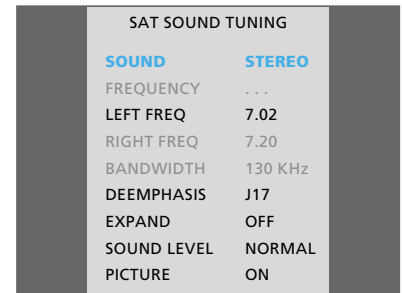 SAT SOUND TUNING
SOUND STEREO
FREQUENCY . . .
LEFT FREQ 7.02
RIGHT FREQ 7.20
BANDWIDTH 130 KHz
DEEMPHASIS J17
EXPAND OFF
SOUND LEVEL NORMAL
PICTURE ON